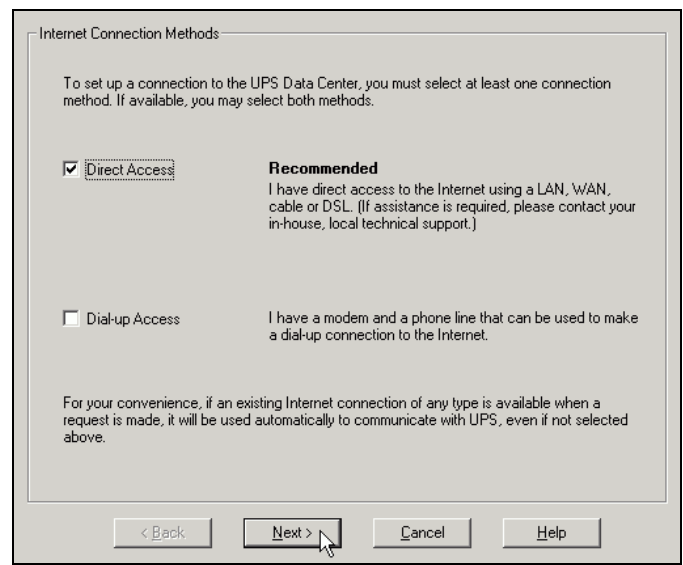 Internet Connection Methods
To set up a connection to the UPS Data Center, you must select at least one connection
method. If available, you may select both methods.
Direct Access
Recommended
I have direct access to the Internet using a LAN, WAN,
cable or DSL. (If assistance is required, please contact your
in-house, local technical support.)
Dial-up Access
I have a modem and a phone line that can be used to make
a dial-up connection to the Internet.
For your convenience, if an existing Internet connection of any type is available when a
request is made, it will be used automatically to communicate with UPS, even if not selected
above.
< Back
Next >
Cancel
Help